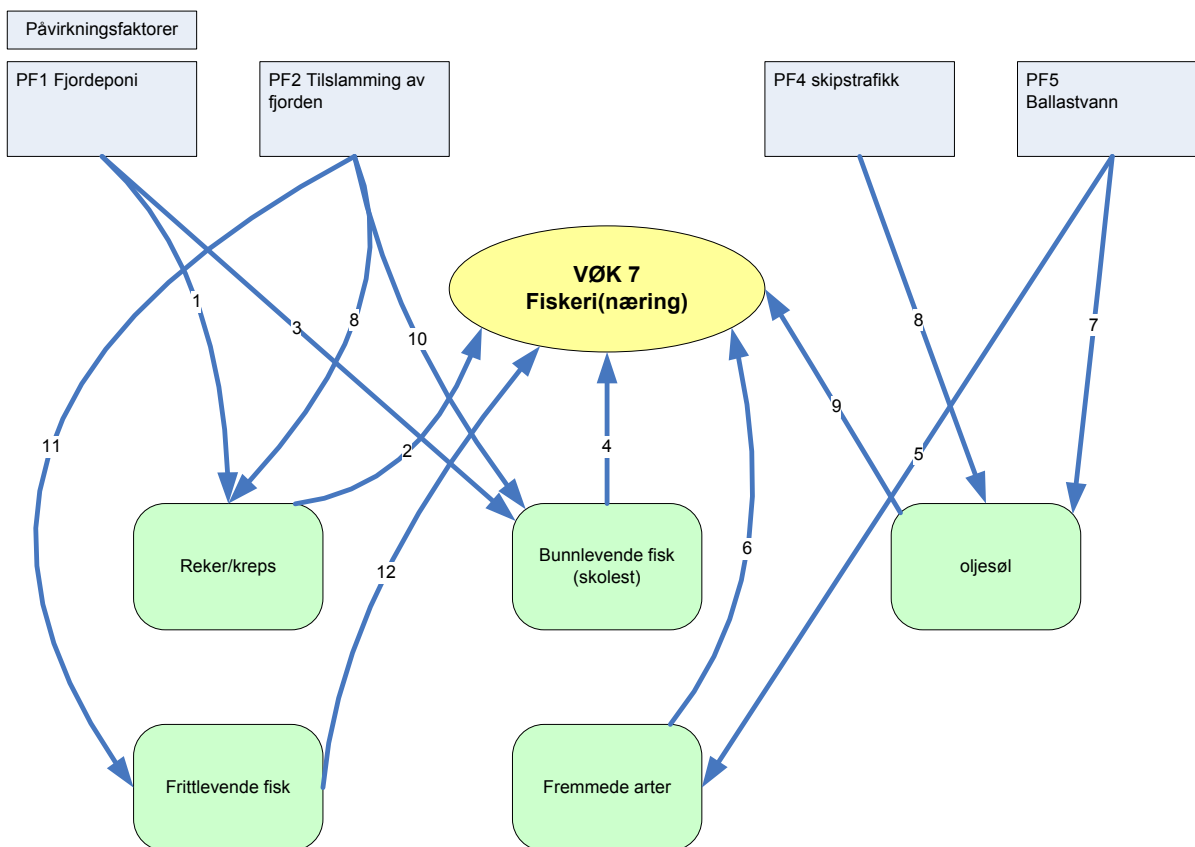 Påvirkningsfaktorer
PF1 Fjordeponi
PF2 Tilslamming av
fjorden
PF4 skipstrafikk
PF5
Ballastvann
VØK 7
Fiskeri(næring)
1
3
8
10
8
7
11
2
4
9
5
12
6
Reker/kreps
Bunnlevende fisk
(skolest)
oljesøl
Frittlevende fisk
Fremmede arter